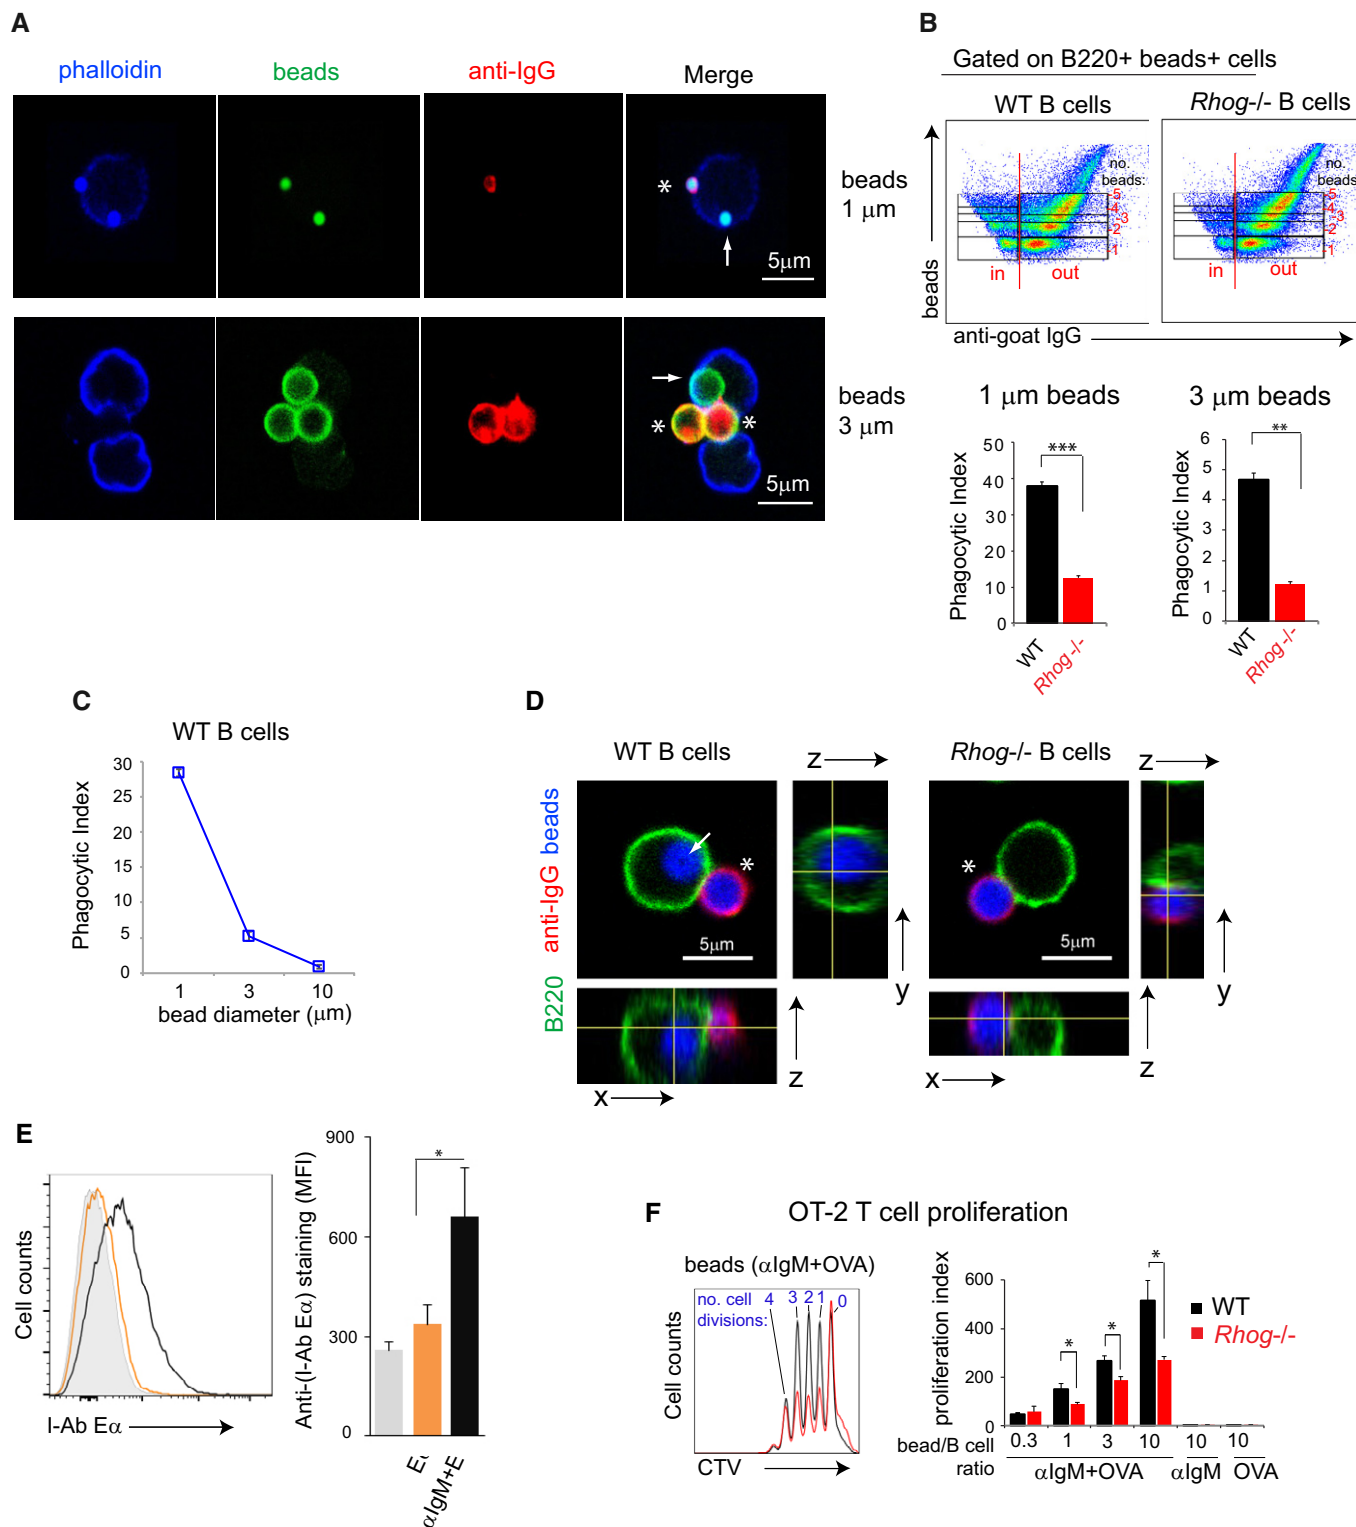 A
phalloidin
beads
anti-IgG
Merge
*
beads
1 µm
5µm
*
*
beads
3 µm
5µm
B
Gated on B220+ beads+ cells
WT B cells
Rhog-/- B cells
no.
beads:
5
4
3
2
1
in
out
no.
beads
5
4
3
2
1
in
out
beads
anti-goat IgG
1 µm beads
3 µm beads
***
**
Phagocytic Index
40
30
20
10
0
WT
Rhog-/-
Phagocytic Index
6
5
4
3
2
1
0
WT
Rhog-/-
C
WT B cells
Phagocytic Index
30
25
20
15
10
5
0
1 3 10
bead diameter (µm)
D
WT B cells
Rhog-/- B cells
B220 anti-IgG beads
*
5µm
z
y
x
z
*
5µm
z
y
x
z
E
Cell counts
I-Ab Eα
Anti-(I-Ab Eα) staining (MFI)
900
600
300
0
*
αIgM+E
F
OT-2 T cell proliferation
beads (αIgM+OVA)
no. cell
divisions:
4 3 2 1 0
Cell counts
CTV
proliferation index
600
400
200
0
*
*
*
WT
Rhog-/-
bead/B cell
ratio
0.3 1 3 10 10 10
αIgM+OVA αIgM OVA